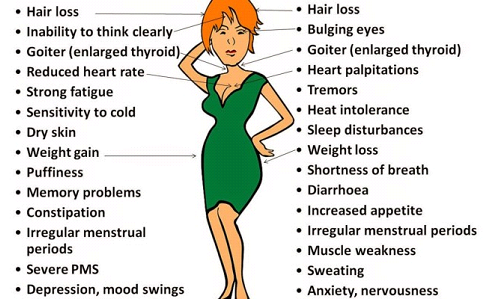 • Hair loss
• Inability to think clearly
• Goiter (enlarged thyroid)
• Reduced heart rate
• Strong fatigue
• Sensitivity to cold
• Dry skin
• Weight gain
• Puffiness
• Memory problems
• Constipation
• Irregular menstrual
periods
• Severe PMS
• Depression, mood swings
• Hair loss
• Bulging eyes
• Goiter (enlarged thyroid)
• Heart palpitations
• Tremors
• Heat intolerance
• Sleep disturbances
• Weight loss
• Shortness of breath
• Diarrhoea
• Increased appetite
• Irregular menstrual periods
• Muscle weakness
• Sweating
• Anxiety, nervousness